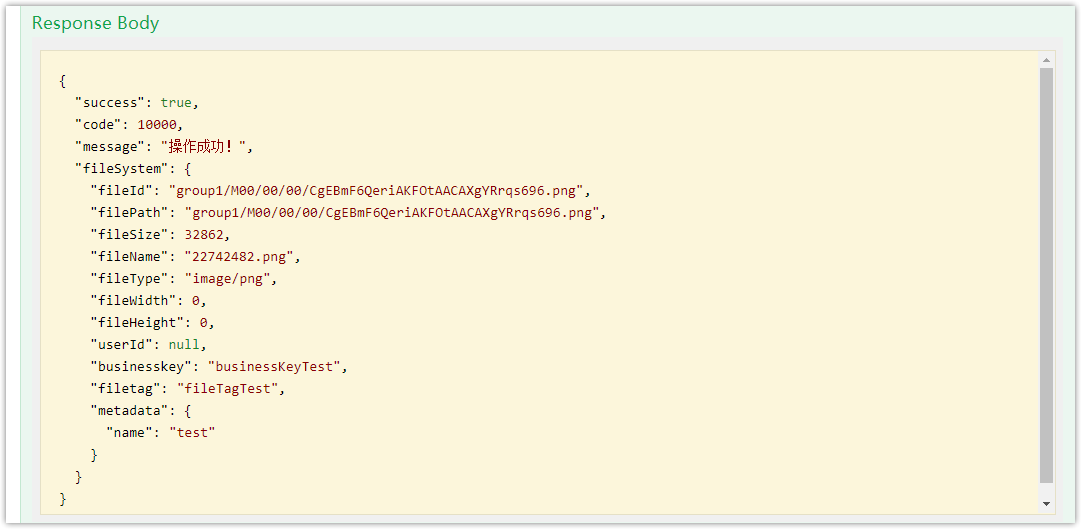 Response Body
{
"success": true,
"code": 10000,
"message": "操作成功！",
"fileSystem": {
"fileId": "group1/M00/00/00/CgEBmF6QeriAKFOtAACAXgYRrqs696.png",
"filePath": "group1/M00/00/00/CgEBmF6QeriAKFOtAACAXgYRrqs696.png",
"fileSize": 32862,
"fileName": "22742482.png",
"fileType": "image/png",
"fileWidth": 0,
"fileHeight": 0,
"userId": null,
"businesskey": "businessKeyTest",
"filetag": "fileTagTest",
"metadata": {
"name": "test"
}
}
}